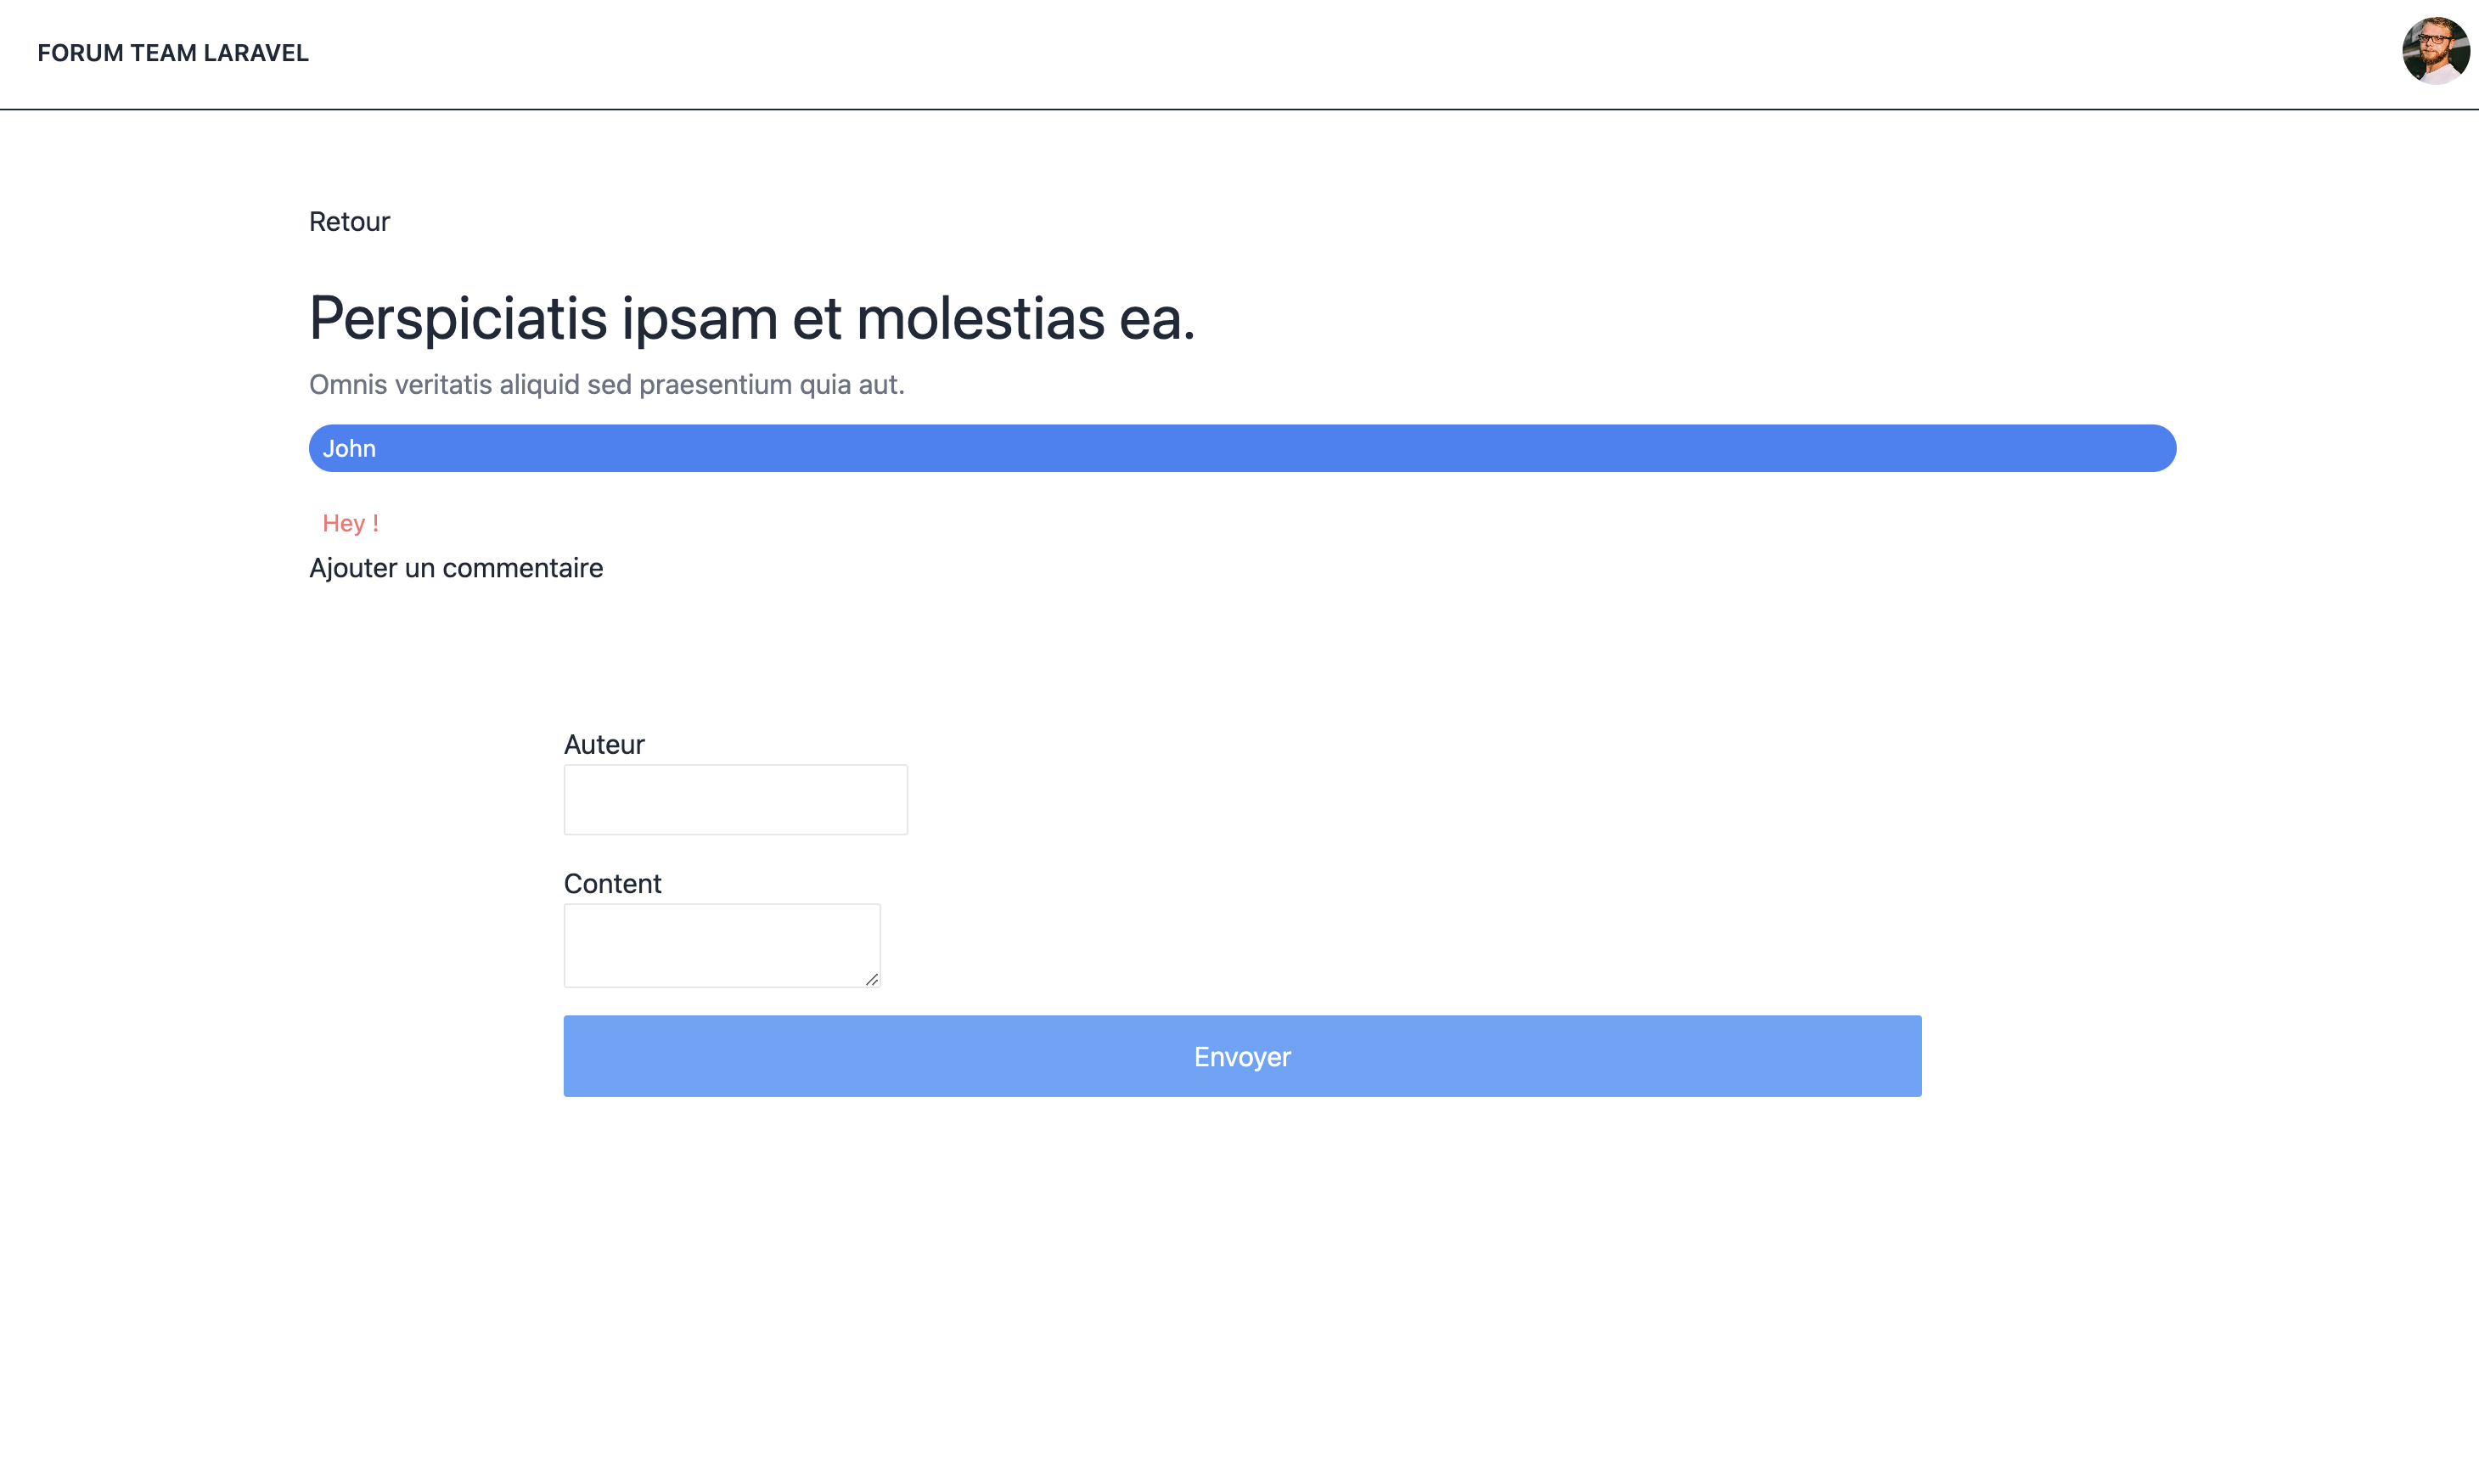 FORUM TEAM LARAVEL
Retour
Perspiciatis ipsam et molestias ea.
Omnis veritatis aliquid sed praesentium quia aut.
John
Hey !
Ajouter un commentaire
Auteur
Content
Envoyer